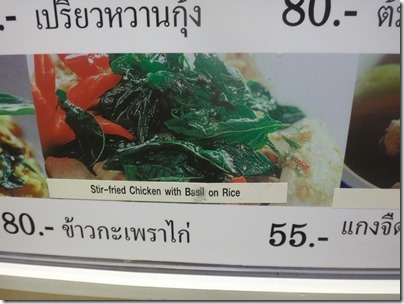 .- เปรี้ยวหวานกุ้ง 80.-
Stir-fried Chicken with Basil on Rice
80.- ข้าวกะเพราไก่ 55.- แกงจืด